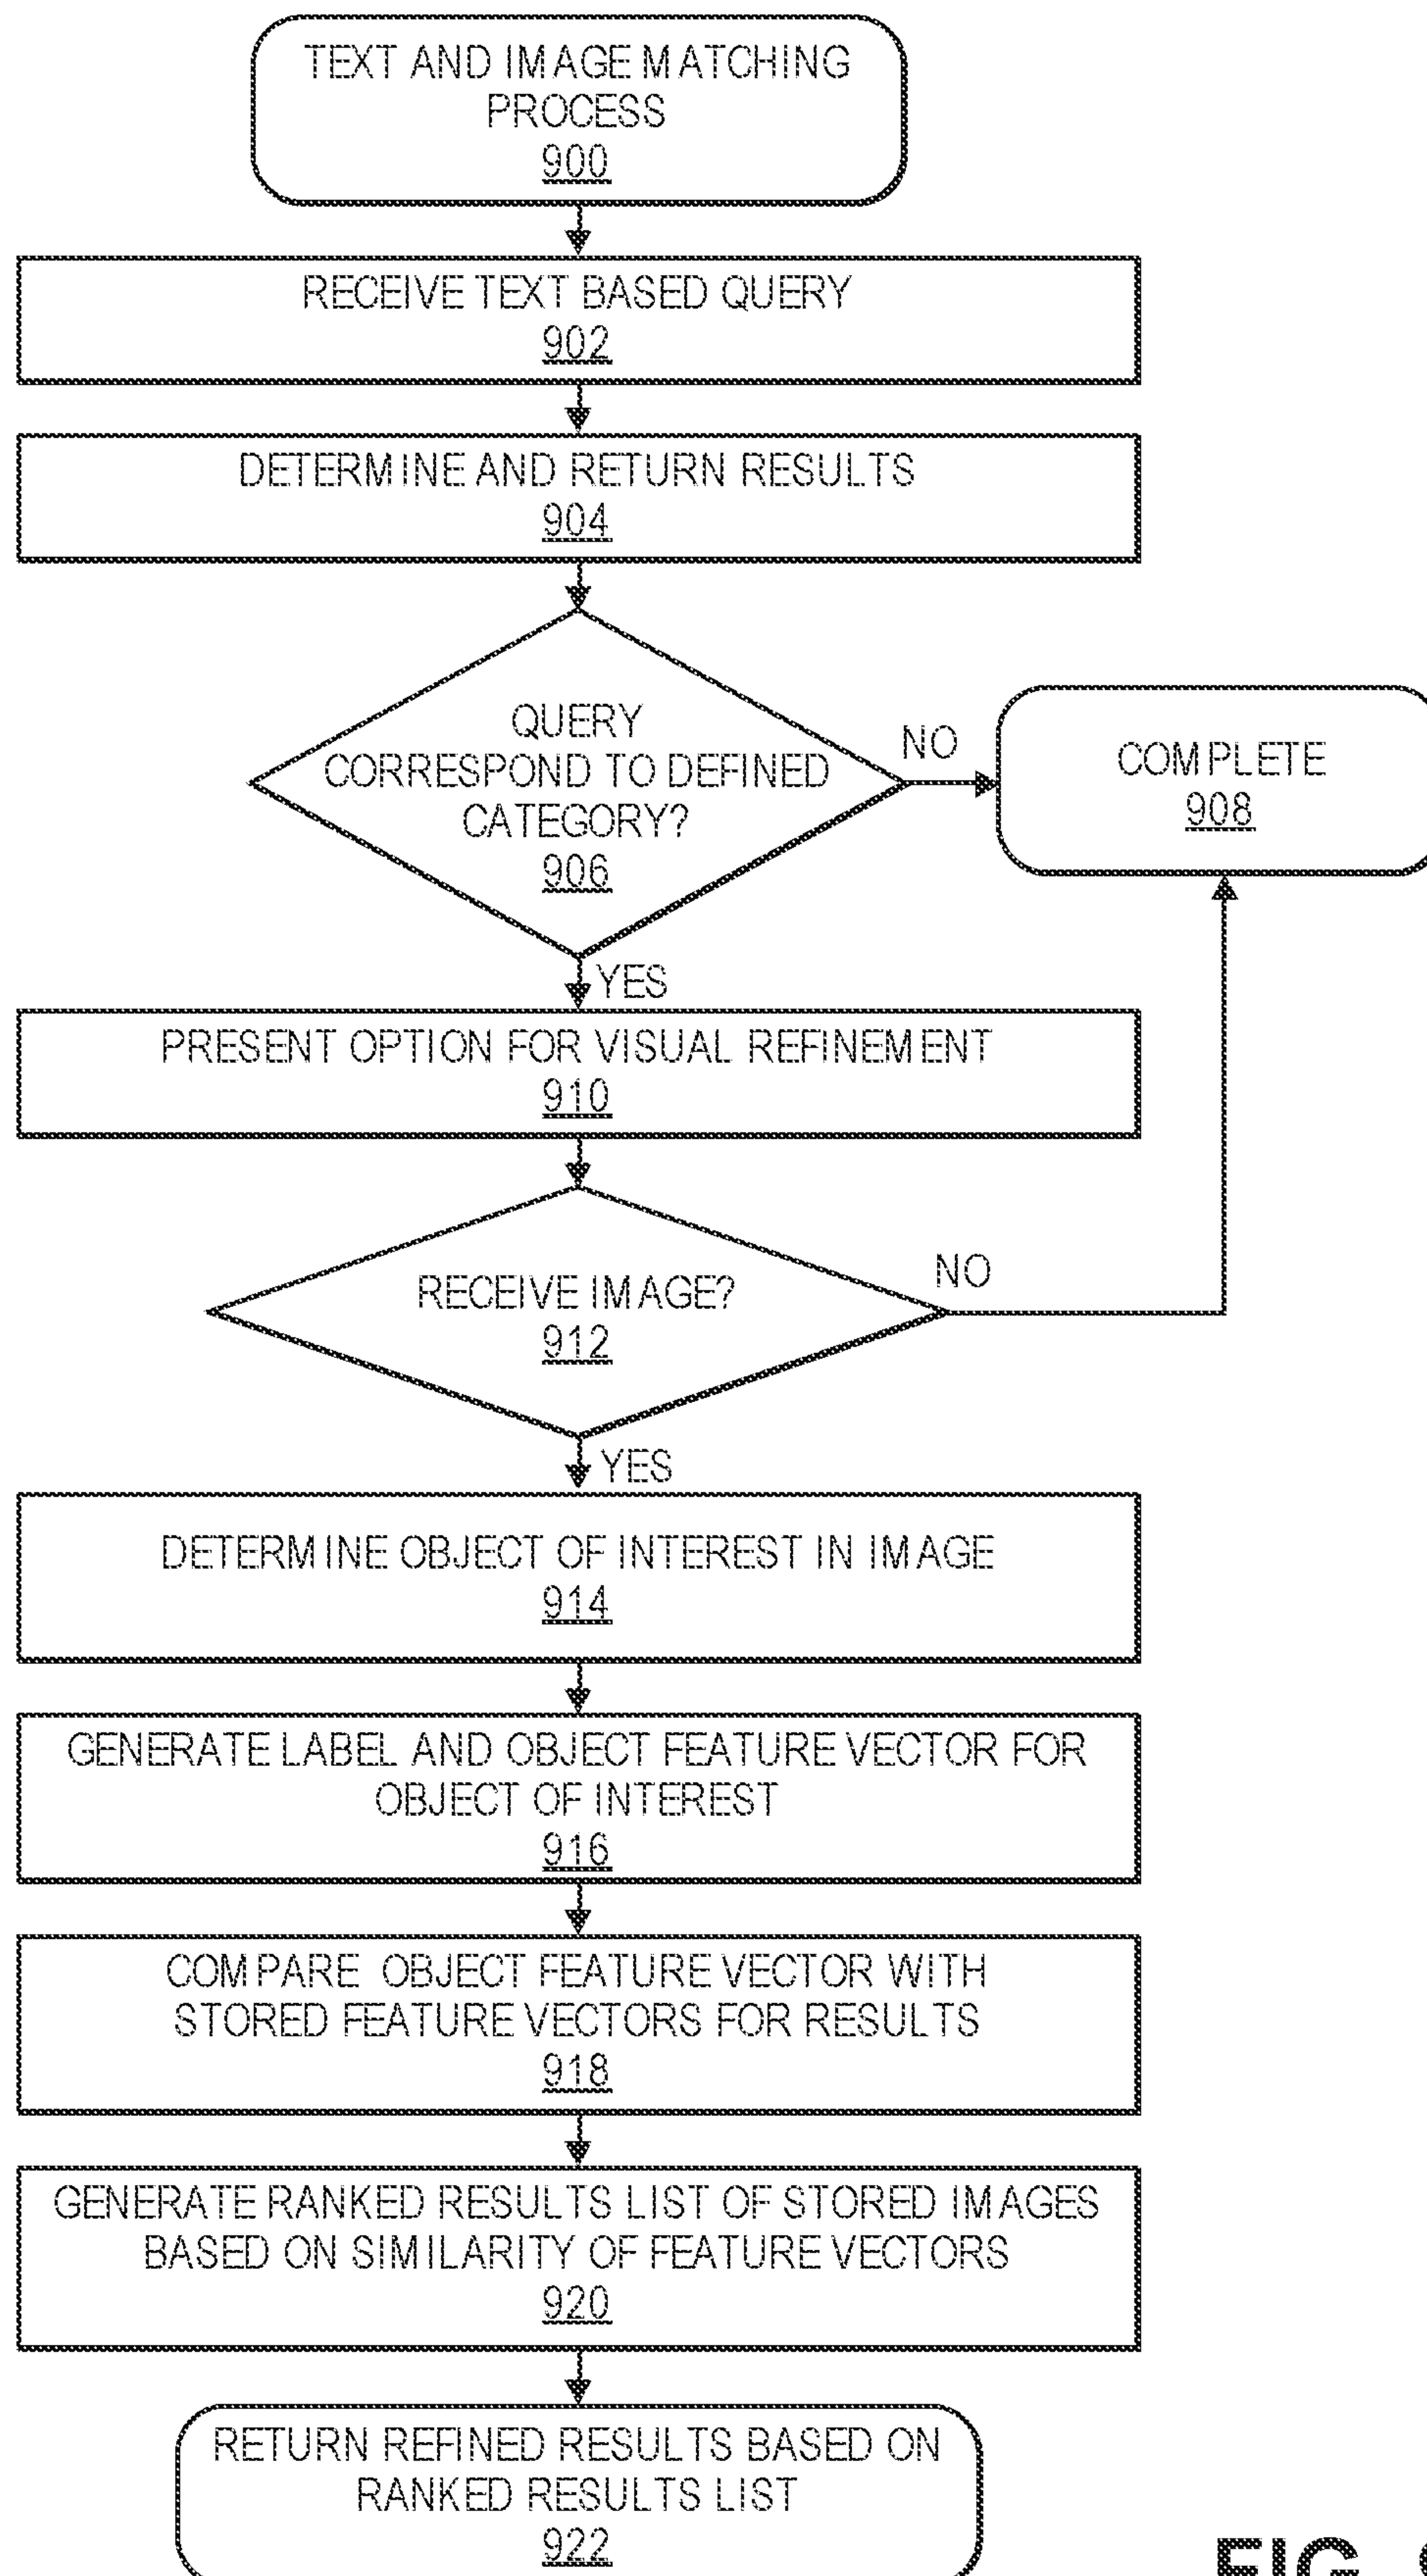 TEXT AND IMAGE MATCHING
PROCESS
900
RECEIVE TEXT BASED QUERY
902
DETERMINE AND RETURN RESULTS
904
QUERY
CORRESPOND TO DEFINED
CATEGORY?
906
NO
COMPLETE
908
YES
PRESENT OPTION FOR VISUAL REFINEMENT
910
RECEIVE IMAGE?
912
NO
YES
DETERMINE OBJECT OF INTEREST IN IMAGE
914
GENERATE LABEL AND OBJECT FEATURE VECTOR FOR
OBJECT OF INTEREST
916
COMPARE OBJECT FEATURE VECTOR WITH
STORED FEATURE VECTORS FOR RESULTS
918
GENERATE RANKED RESULTS LIST OF STORED IMAGES
BASED ON SIMILARITY OF FEATURE VECTORS
920
RETURN REFINED RESULTS BASED ON
RANKED RESULTS LIST
922
FIG.